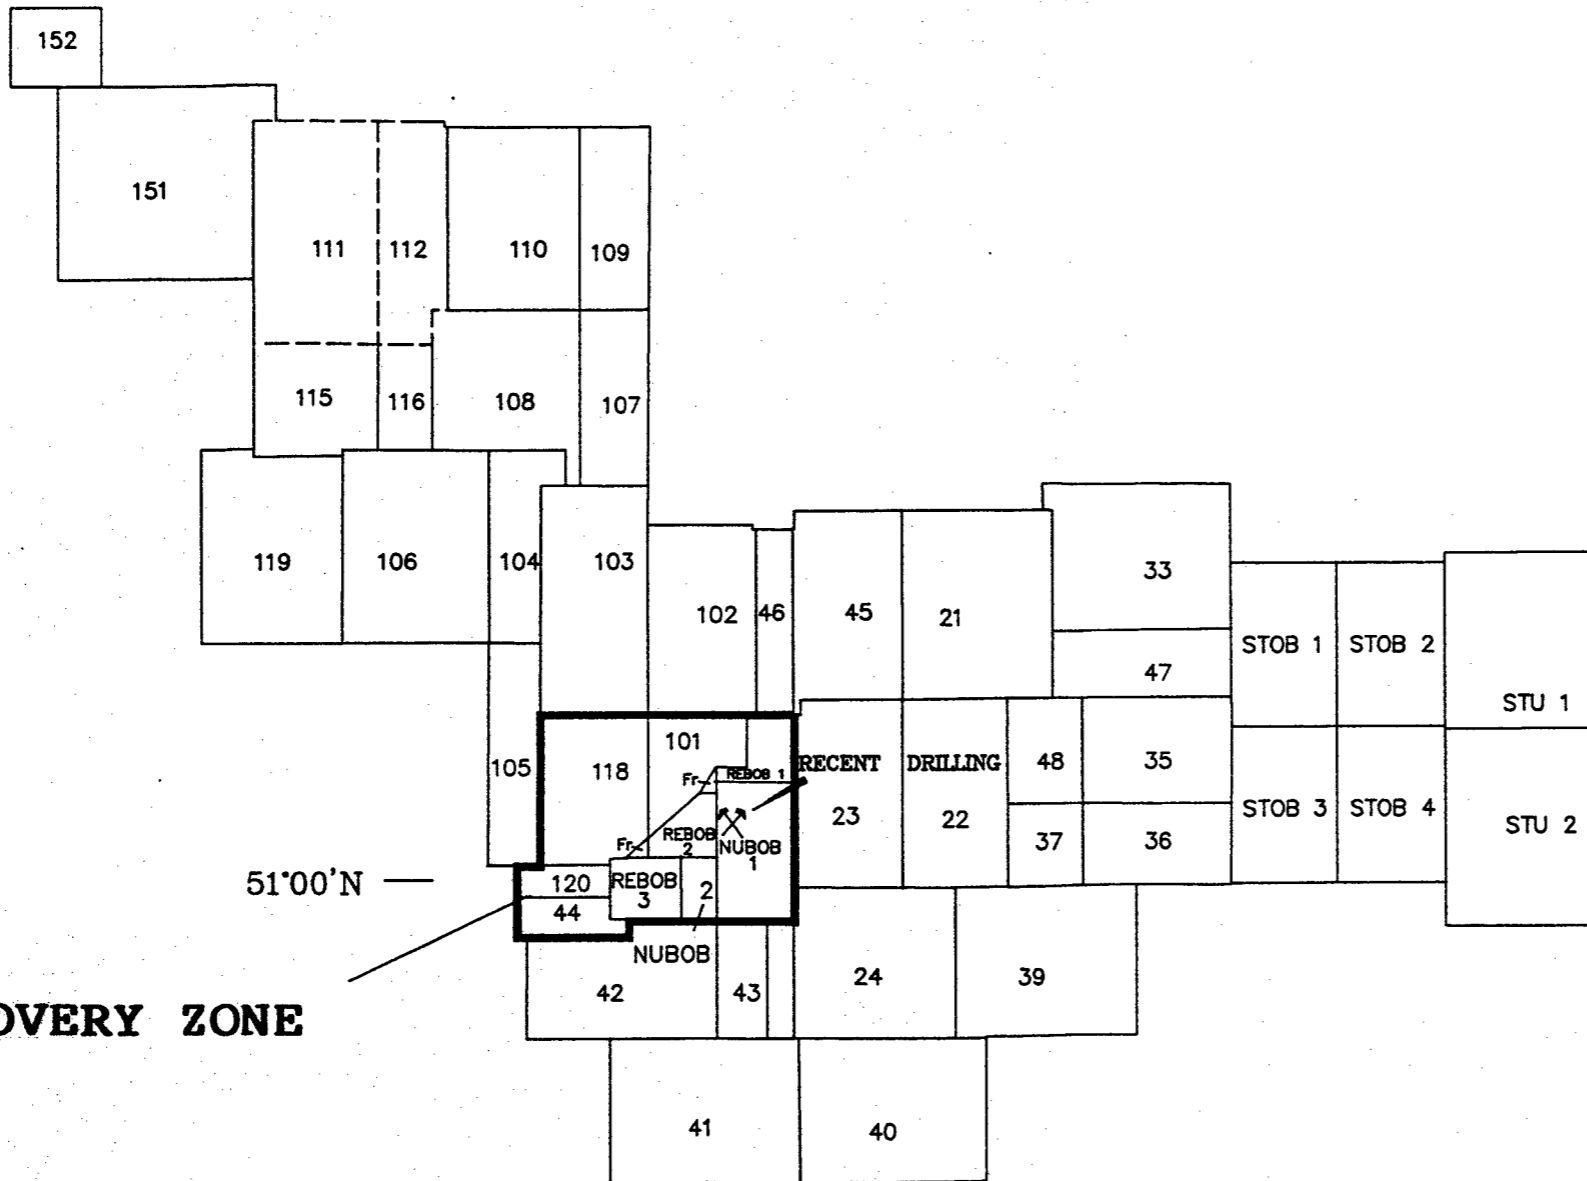 152
151
111
112
110
109
115
116
108
107
119
106
104
103
102
46
45
21
33
47
STOB 1
STOB 2
STU 1
105
118
101
Fr
REBOB 1
RECENT DRILLING
48
35
23
22
STOB 3
STOB 4
STU 2
37
36
Fr
REBOB
2
NUBOB
1
51°00'N
120
REBOB
3
2
44
NUBOB
42
43
24
39
OVERY ZONE
41
40